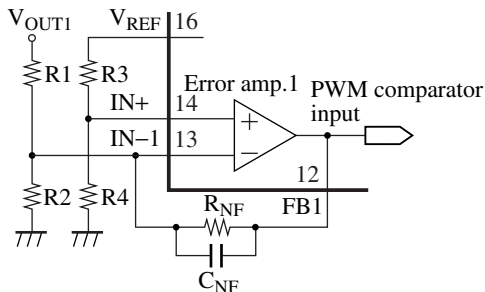 VOUT1
VREF
16
R1
R3
Error amp.1
PWM comparator
input
IN+
14
+
IN−1
13
−
12
R2
R4
FB1
RNF
CNF